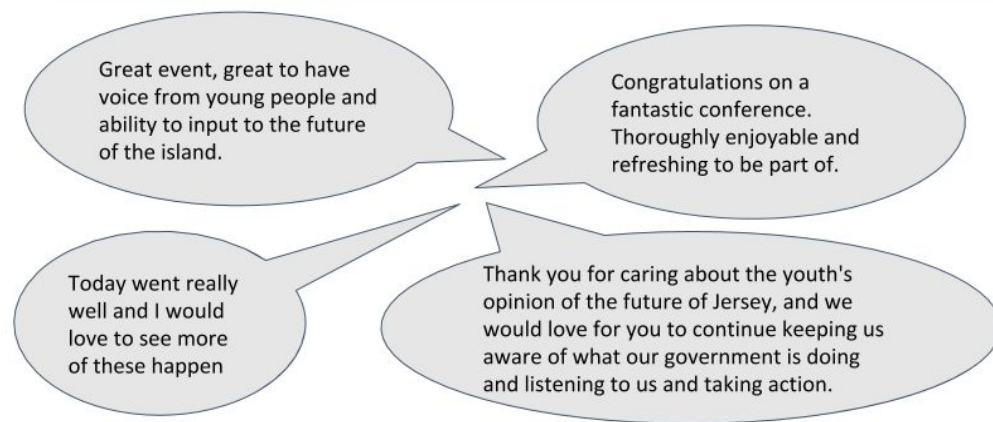 Great event, great to have
voice from young people and
ability to input to the future
of the island.
Congratulations on a
fantastic conference.
Thoroughly enjoyable and
refreshing to be part of.
Today went really
well and I would
love to see more
of these happen
Thank you for caring about the youth's
opinion of the future of Jersey, and we
would love for you to continue keeping us
aware of what our government is doing
and listening to us and taking action.